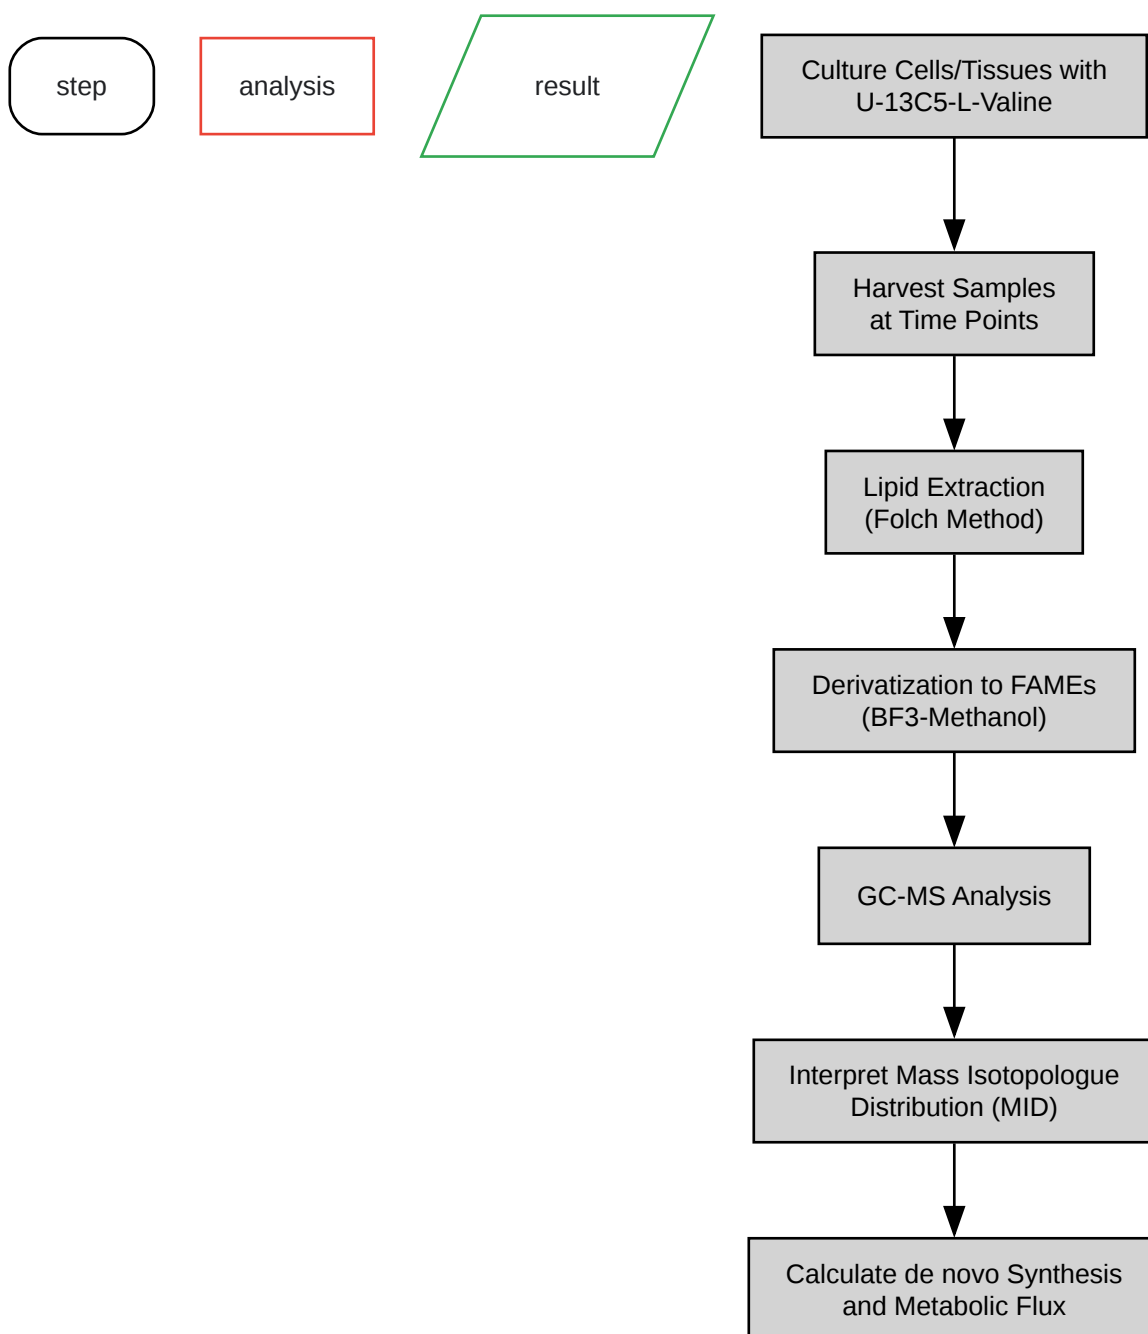 step
analysis
result
Culture Cells/Tissues with
U-13C5-L-Valine
Harvest Samples
at Time Points
Lipid Extraction
(Folch Method)
Derivatization to FAMEs
(BF3-Methanol)
GC-MS Analysis
Interpret Mass Isotopologue
Distribution (MID)
Calculate de novo Synthesis
and Metabolic Flux